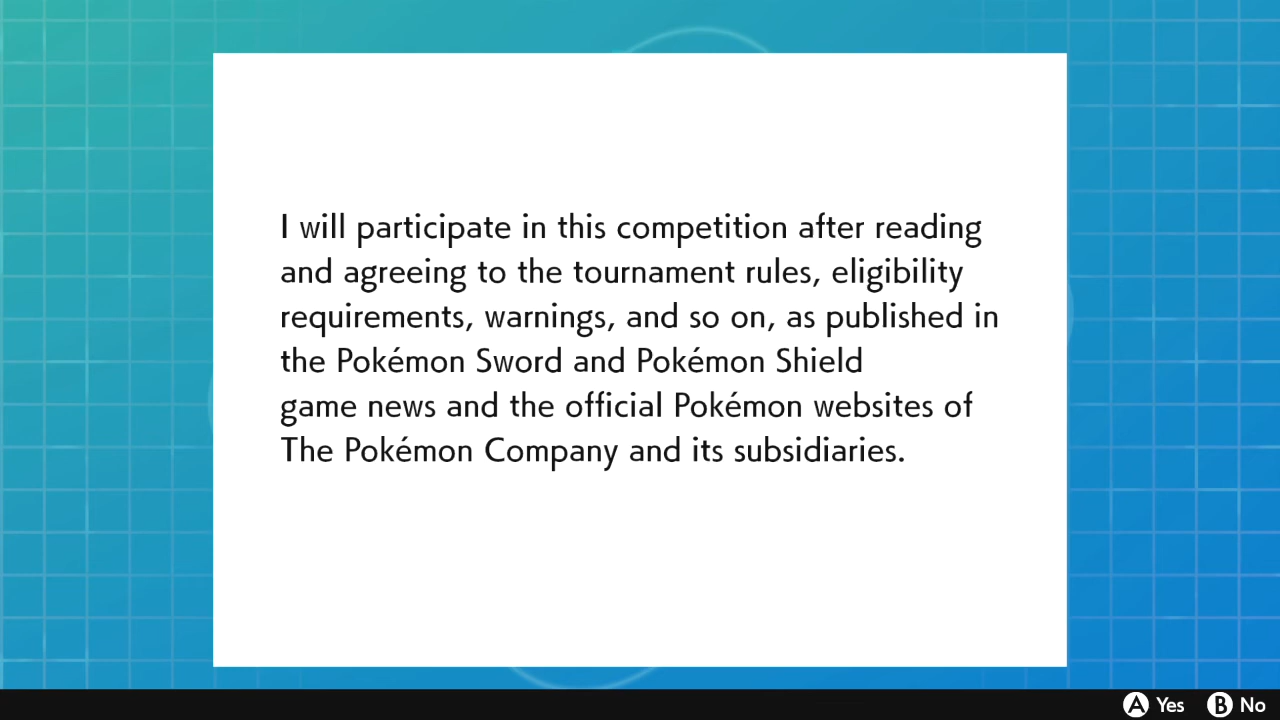 I will participate in this competition after reading
and agreeing to the tournament rules, eligibility
requirements, warnings, and so on, as published in
the Pokémon Sword and Pokémon Shield
game news and the official Pokémon websites of
The Pokémon Company and its subsidiaries.
A Yes B No